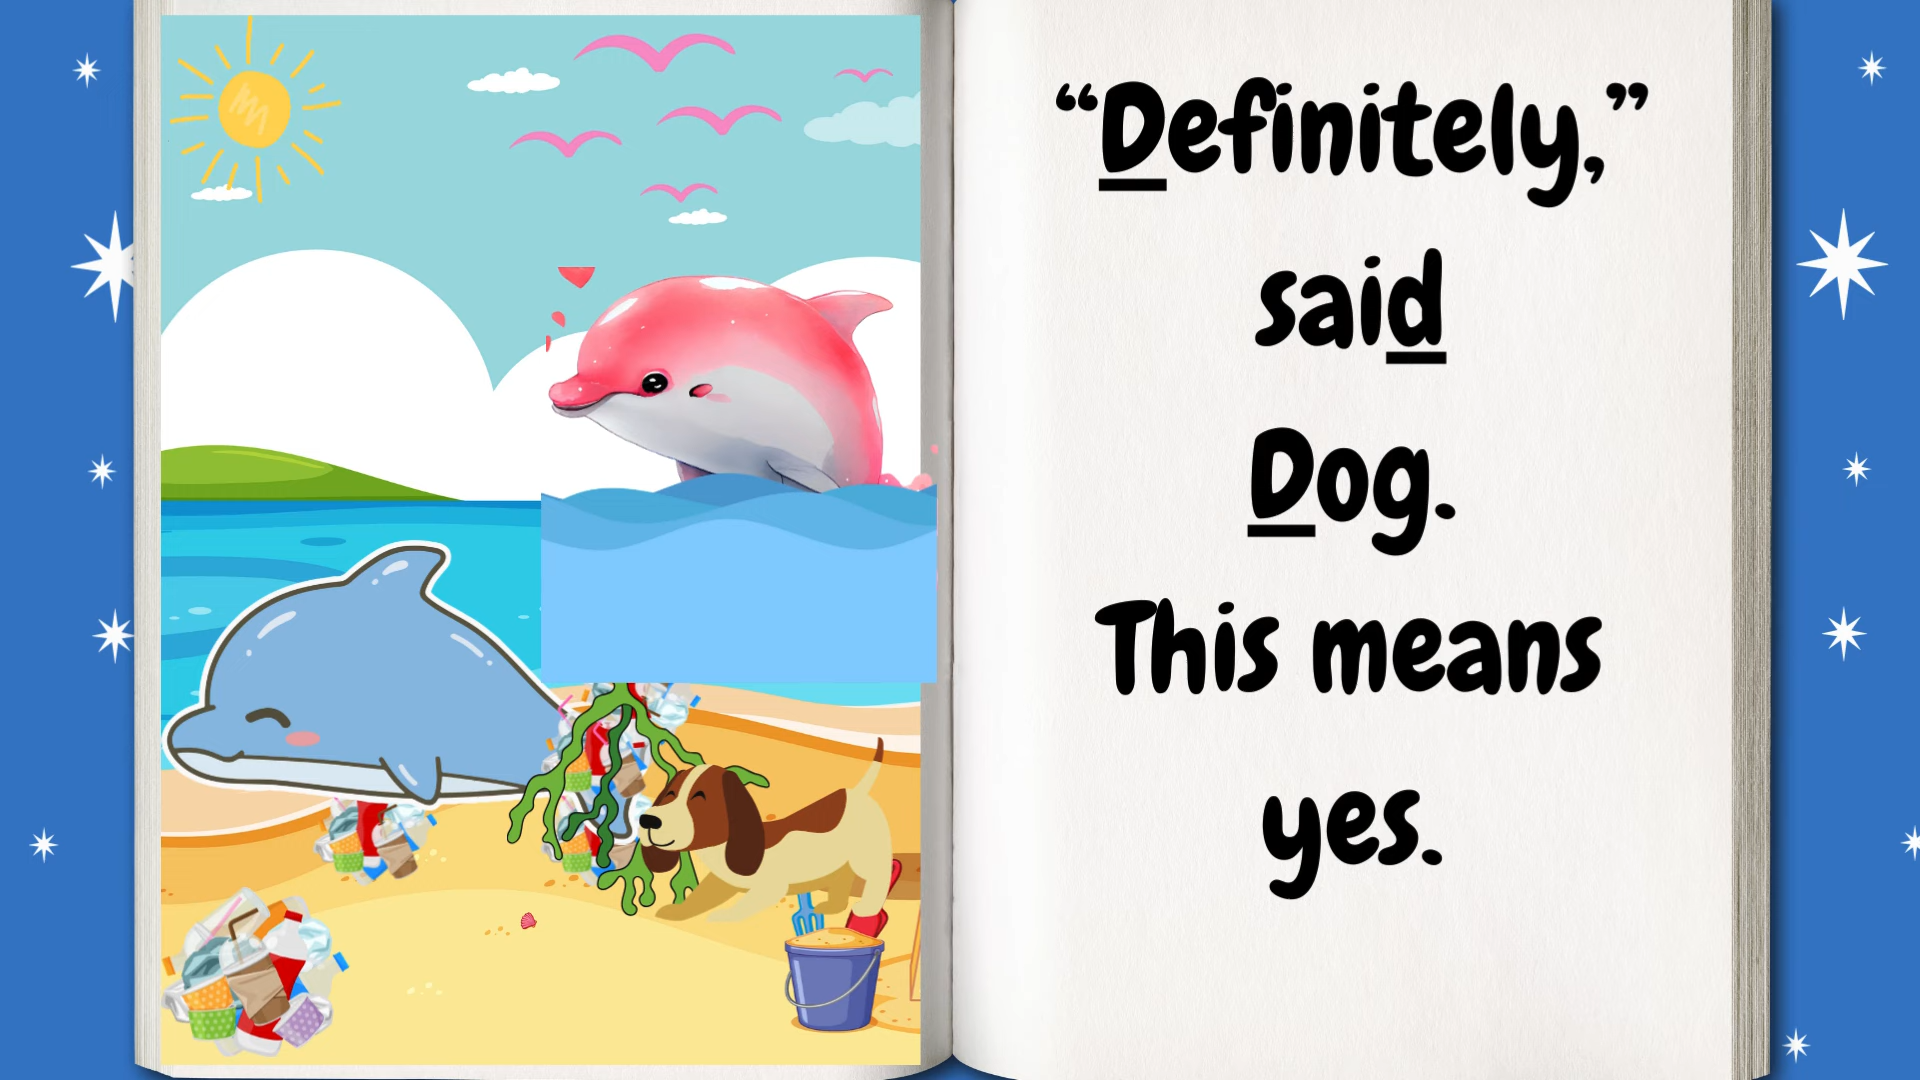 “Definitely,”
said
Dog.
This means
yes.